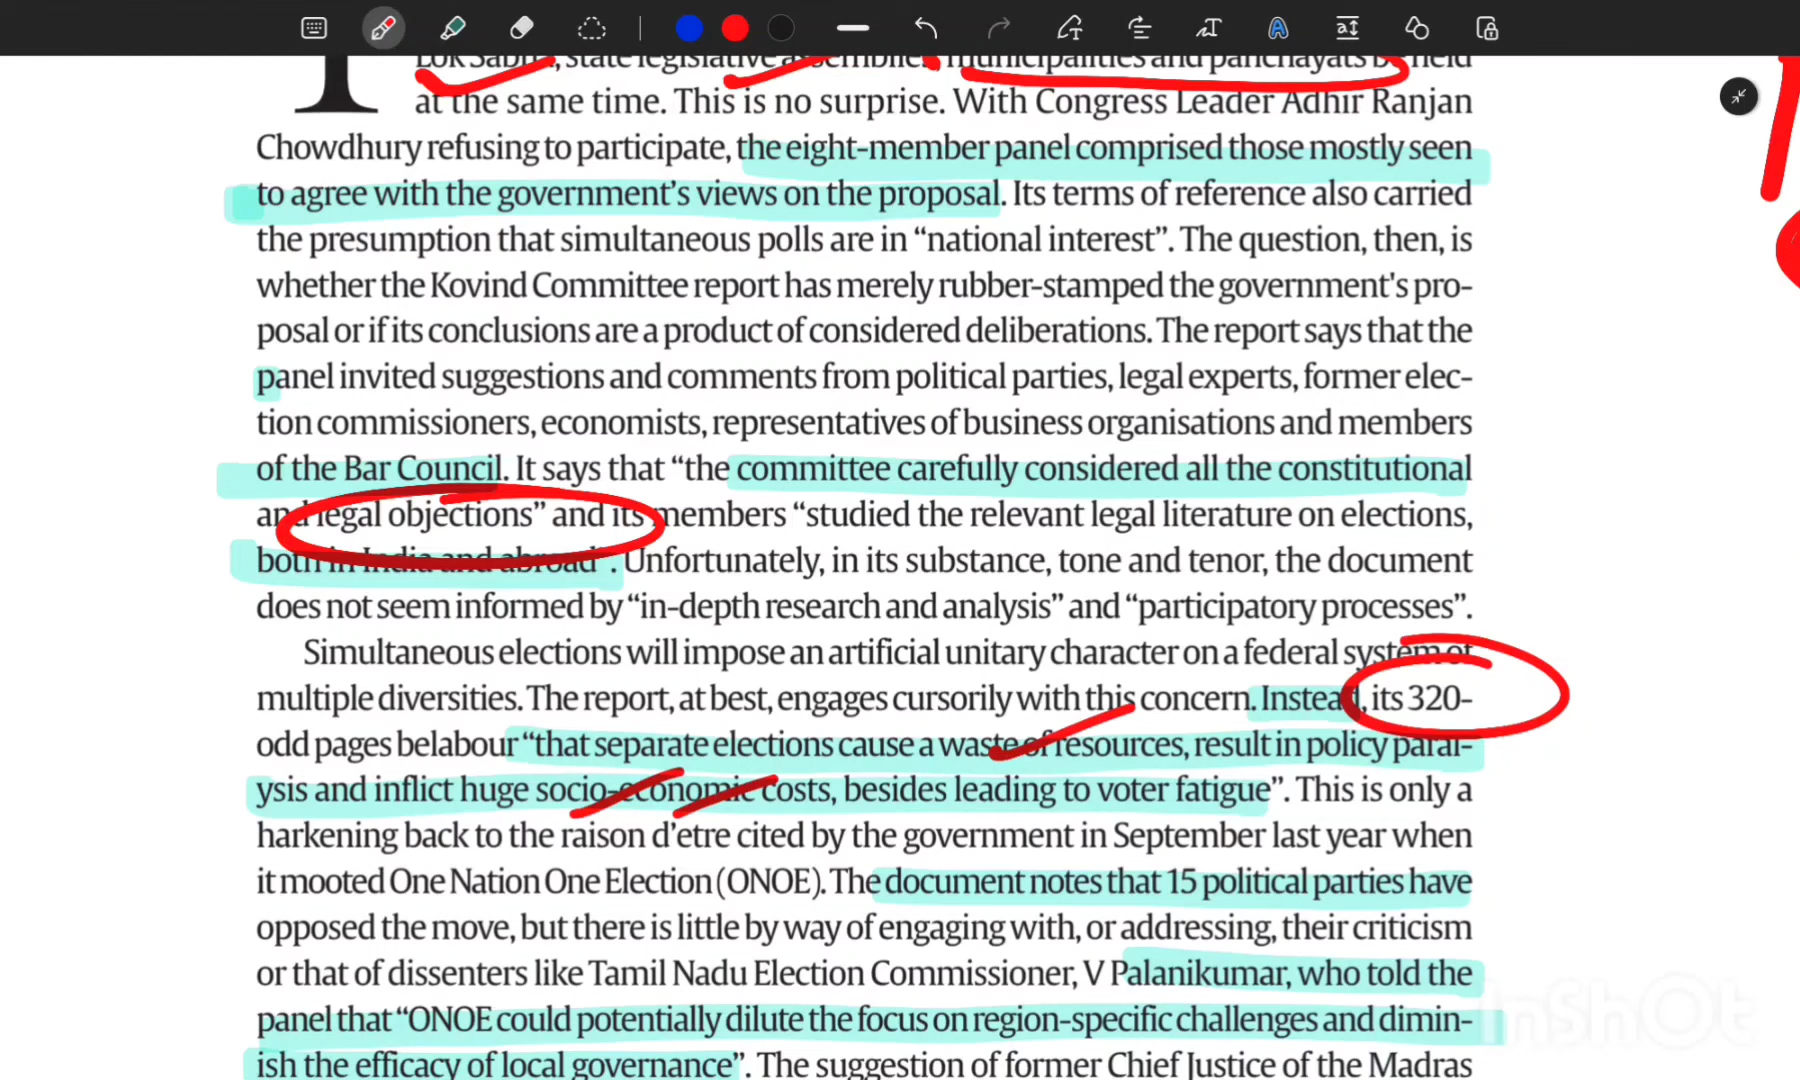 Lok Sabha, state legislative assemblies, municipalities and panchayats be held
at the same time. This is no surprise. With Congress Leader Adhir Ranjan
Chowdhury refusing to participate, the eight-member panel comprised those mostly seen
to agree with the government's views on the proposal. Its terms of reference also carried
the presumption that simultaneous polls are in “national interest”. The question, then, is
whether the Kovind Committee report has merely rubber-stamped the government's pro-
posal or if its conclusions are a product of considered deliberations. The report says that the
panel invited suggestions and comments from political parties, legal experts, former elec-
tion commissioners, economists, representatives of business organisations and members
of the Bar Council. It says that “the committee carefully considered all the constitutional
and legal objections” and its members “studied the relevant legal literature on elections,
both in India and abroad”. Unfortunately, in its substance, tone and tenor, the document
does not seem informed by “in-depth research and analysis” and “participatory processes”.
Simultaneous elections will impose an artificial unitary character on a federal system of
multiple diversities. The report, at best, engages cursorily with this concern. Instead, its 320-
odd pages belabour “that separate elections cause a waste of resources, result in policy paral-
ysis and inflict huge socio-economic costs, besides leading to voter fatigue”. This is only a
harkening back to the raison d’etre cited by the government in September last year when
it mooted One Nation One Election (ONOE). The document notes that 15 political parties have
opposed the move, but there is little by way of engaging with, or addressing, their criticism
or that of dissenters like Tamil Nadu Election Commissioner, V Palanikumar, who told the
panel that “ONOE could potentially dilute the focus on region-specific challenges and dimin-
ish the efficacy of local governance”. The suggestion of former Chief Justice of the Madras
InShOt